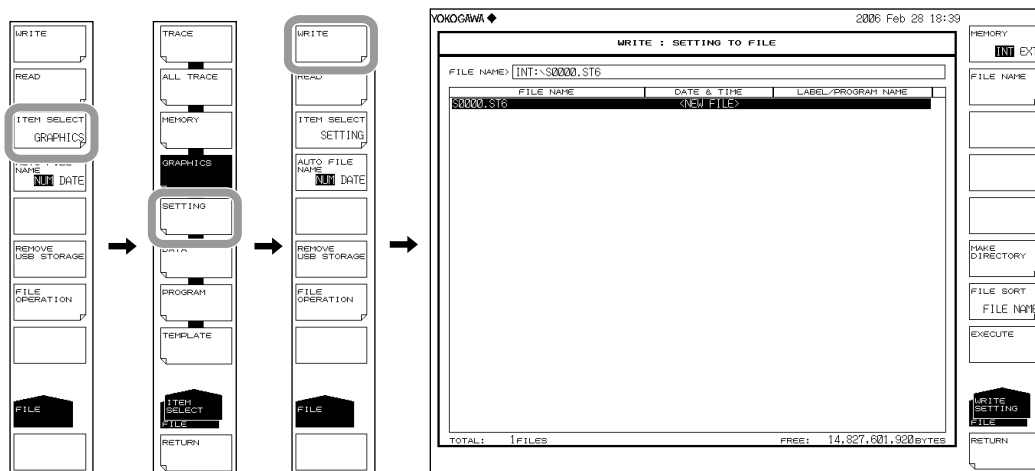 WRITE
READ
ITEM SELECT
GRAPHICS
NAME
NUM DATE
REMOVE
USB STORAGE
FILE
OPERATION
FILE
TRACE
ALL TRACE
MEMORY
GRAPHICS
SETTING
DATA
PROGRAM
TEMPLATE
ITEM
SELECT
FILE
RETURN
WRITE
READ
ITEM SELECT
SETTING
AUTO FILE
NAME
NUM DATE
REMOVE
USB STORAGE
FILE
OPERATION
FILE
YOKOGAWA
2006 Feb 28 18:39
WRITE : SETTING TO FILE
FILE NAME> INT:\S0000.ST6
FILE NAME DATE & TIME LABEL/PROGRAM NAME
S0000.ST6 <NEW FILE>
TOTAL: 1FILES FREE: 14,827,601,920BYTES
MEMORY
INT EXT
FILE NAME
MAKE
DIRECTORY
FILE SORT
FILE NAME
EXECUTE
WRITE
SETTING
FILE
RETURN